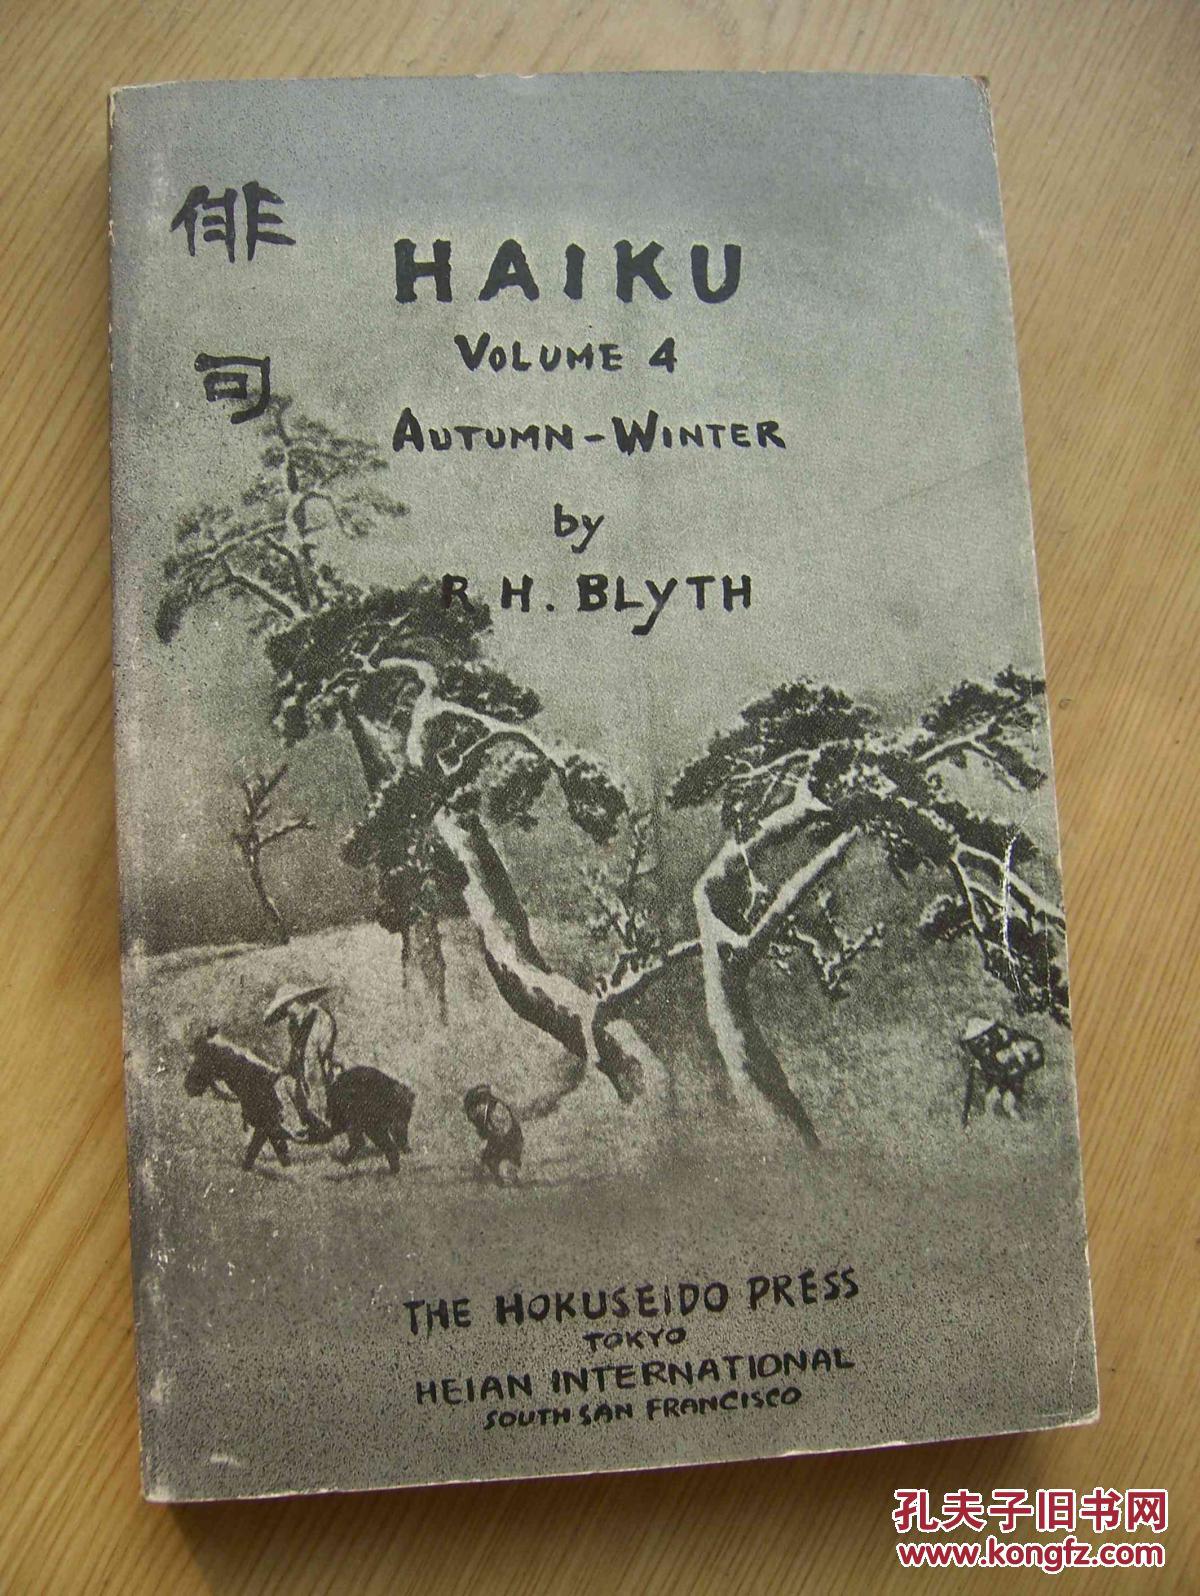 俳
司
HAIKU
VOLUME 4
AUTUMN-WINTER
by
R.H. BLYTH
THE HOKUSEIDO PRESS
TOKYO
HEIAN INTERNATIONAL
SOUTH SAN FRANCISCO
孔夫子旧书网
www.kongfz.com